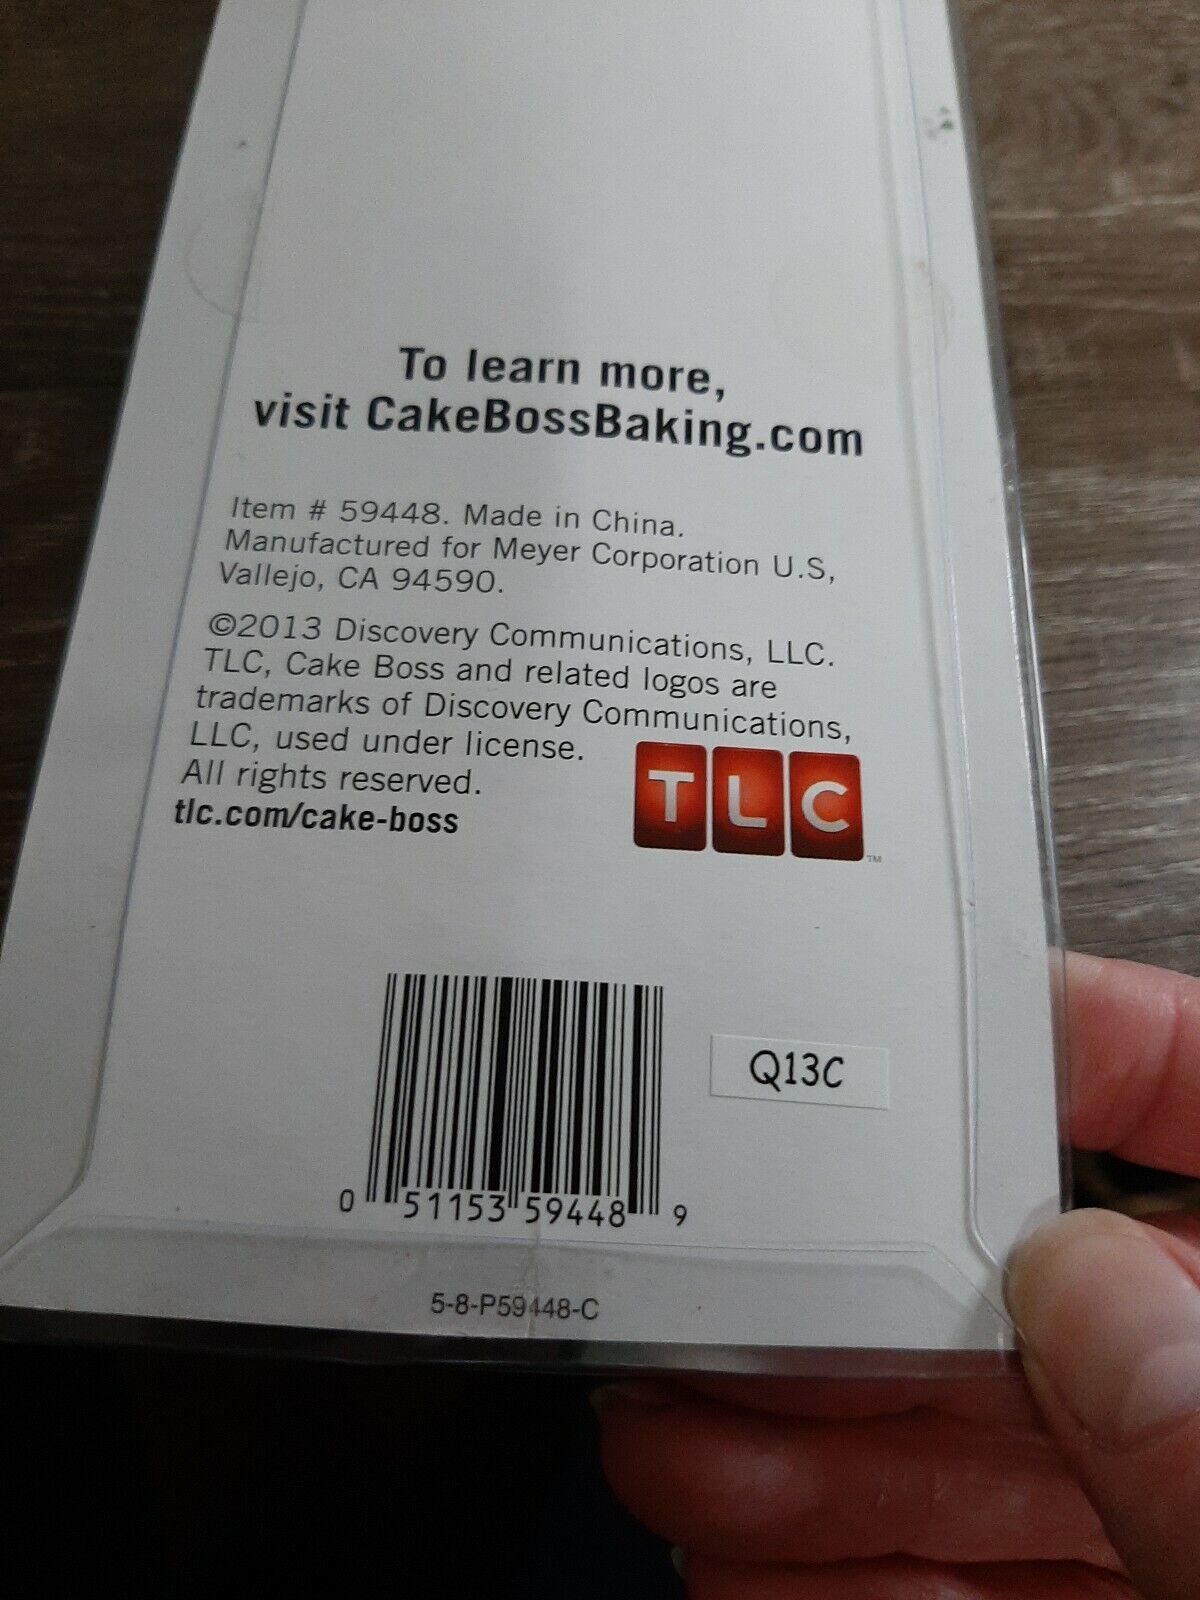 To learn more,
visit CakeBossBaking.com
Item # 59448. Made in China.
Manufactured for Meyer Corporation U.S,
Vallejo, CA 94590.
©2013 Discovery Communications, LLC.
TLC, Cake Boss and related logos are
trademarks of Discovery Communications,
LLC, used under license.
All rights reserved.
tlc.com/cake-boss
TLC™
Q13C
0 51153 59448 9
5-8-P59448-C